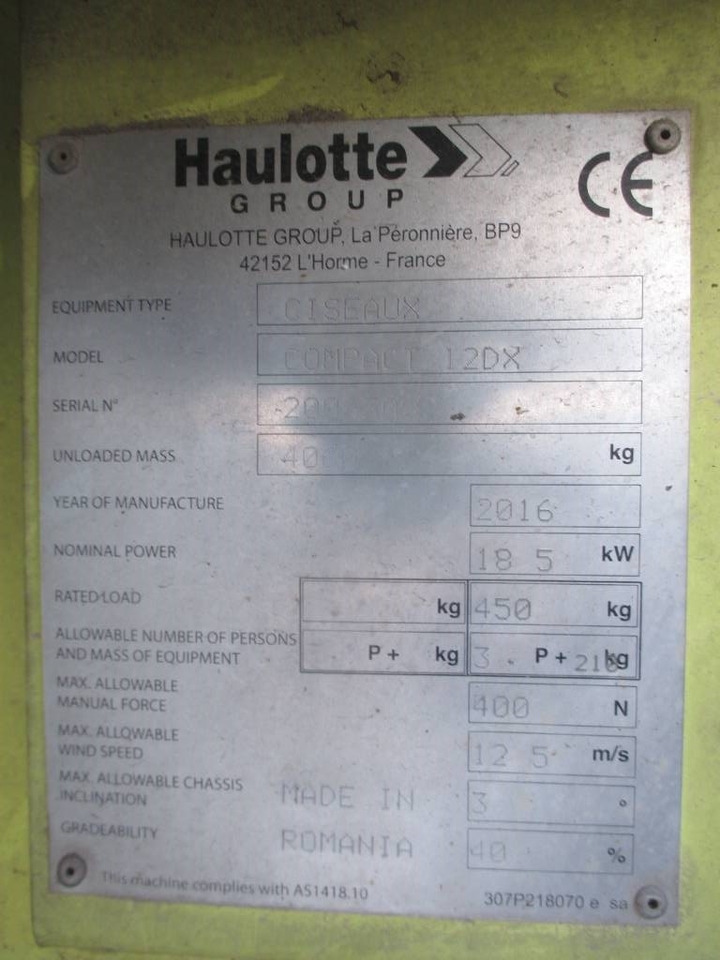 Haulotte
GROUP
CE
HAULOTTE GROUP, La Péronnière, BP9
42152 L'Horme - France
EQUIPMENT TYPE CISEAUX
MODEL COMPACT 12DX
SERIAL N°
UNLOADED MASS kg
YEAR OF MANUFACTURE 2016
NOMINAL POWER 18 5 kW
RATED LOAD kg 450 kg
ALLOWABLE NUMBER OF PERSONS
AND MASS OF EQUIPMENT P + kg 3 P + kg
MAX. ALLOWABLE
MANUAL FORCE 400 N
MAX. ALLOWABLE
WIND SPEED 12 5 m/s
MAX. ALLOWABLE CHASSIS
INCLINATION MADE IN 3 °
GRADEABILITY ROMANIA 40 %
This machine complies with AS1418.10 307P218070 e sa